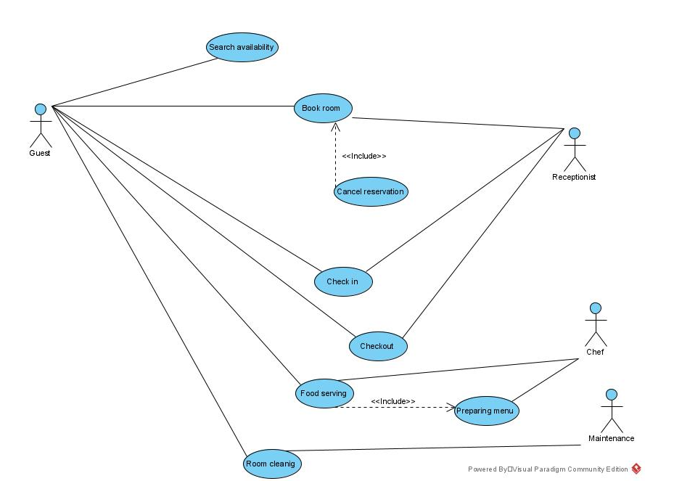 Search availability
Book room
Guest
<<Include>>
Receptionist
Cancel reservation
Check in
Checkout
Chef
Food serving
<<Include>>
Preparing menu
Maintenance
Room cleanig
Powered By□Visual Paradigm Community Edition